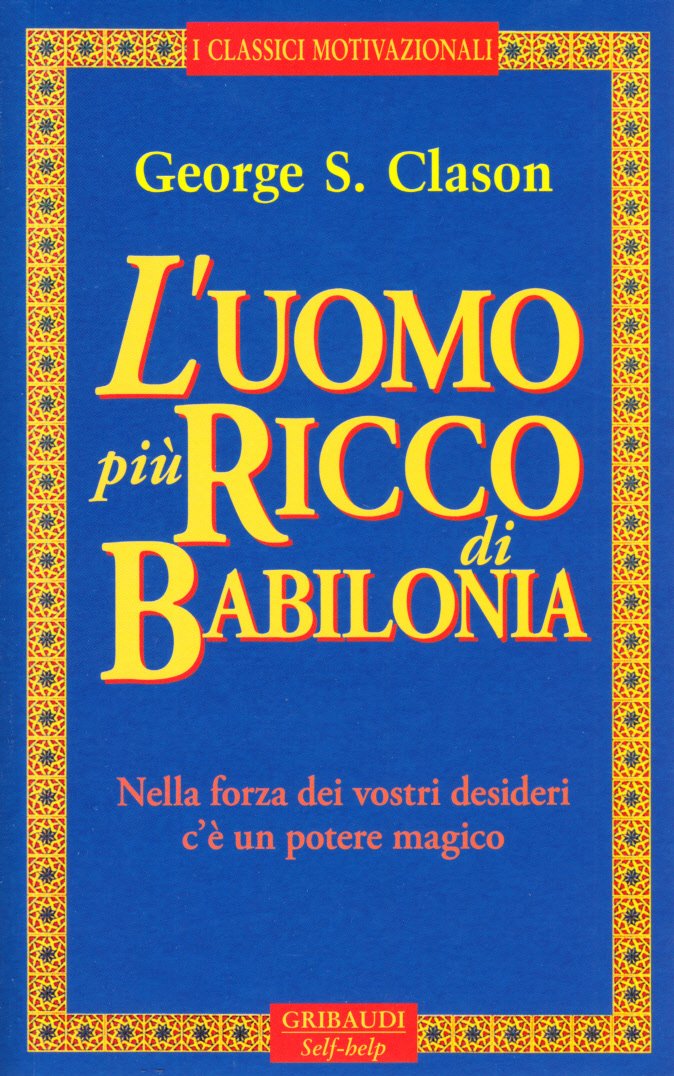 I CLASSICI MOTIVAZIONALI
George S. Clason
L'UOMO
più RICCO
di
BABILONIA
Nella forza dei vostri desideri
c'è un potere magico
GRIBAUDI
Self-help